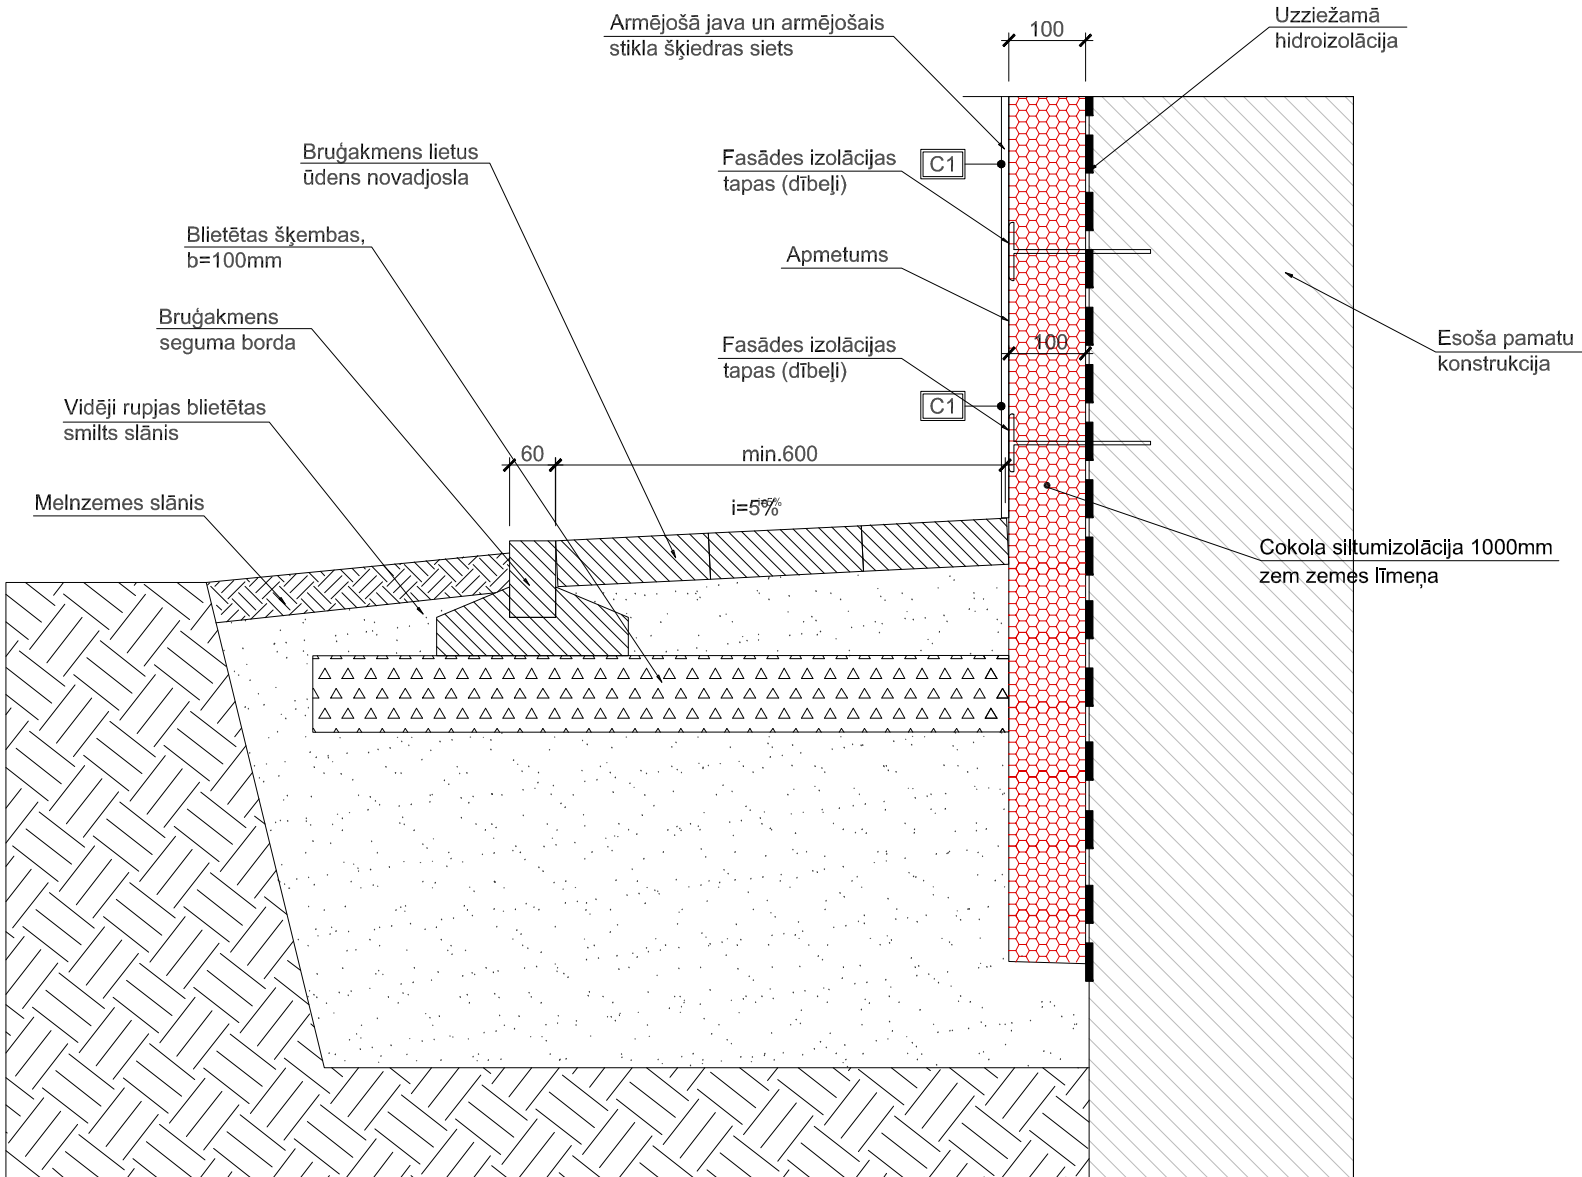 Armējošā java un armējošais
stikla šķiedras siets
100
Uzziežamā
hidroizolācija
Bruģakmens lietus
ūdens novadjosla
Fasādes izolācijas
tapas (dībeļi)
C1
Blietētas šķembas,
b=100mm
Apmetums
Bruģakmens
seguma borda
Fasādes izolācijas
tapas (dībeļi)
100
Esoša pamatu
konstrukcija
C1
Vidēji rupjas blietētas
smilts slānis
60
min.600
Melnzemes slānis
i=5%
i=5%
Cokola siltumizolācija 1000mm
zem zemes līmeņa